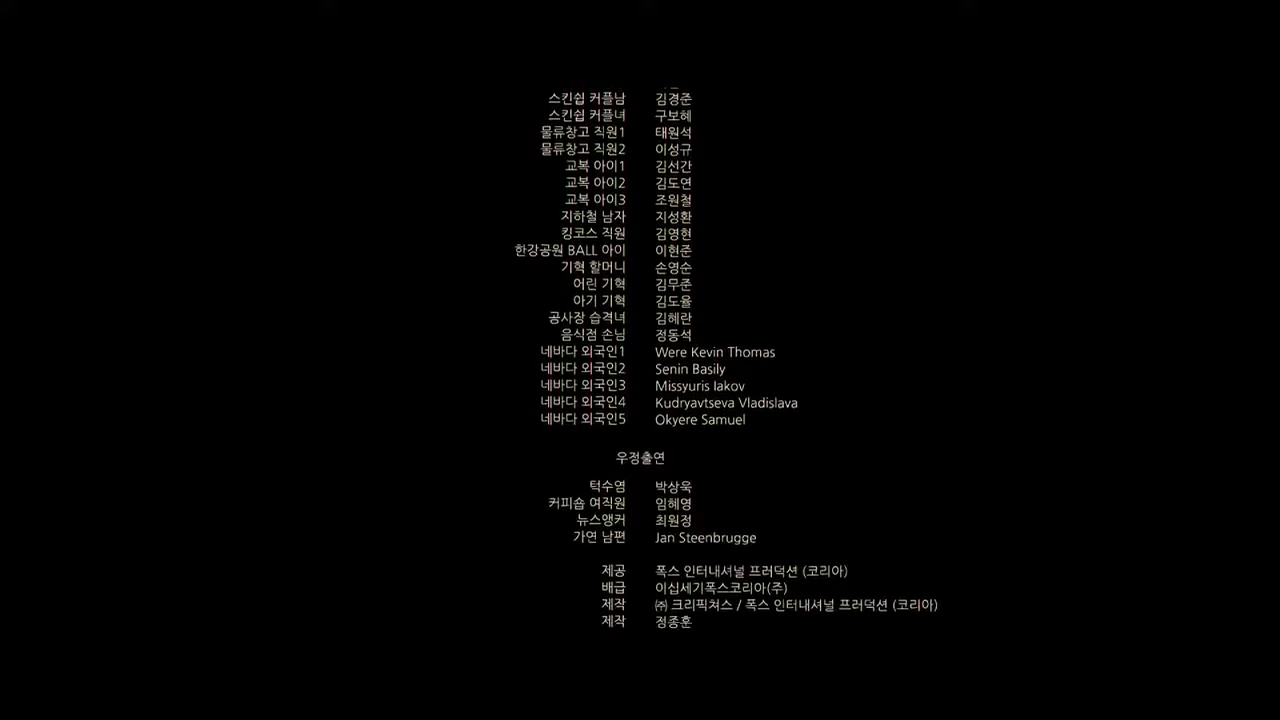 스킨쉽 커플남 김경준
스킨쉽 커플녀 구보혜
물류창고 직원1 태원석
물류창고 직원2 이성규
교복 아이1 김선간
교복 아이2 김도연
교복 아이3 조원철
지하철 남자 지성환
킹코스 직원 김영현
한강공원 BALL 아이 이현준
기혁 할머니 손영순
어린 기혁 김무준
아기 기혁 김도율
공사장 습격녀 김혜란
음식점 손님 정동석
네바다 외국인1 Were Kevin Thomas
네바다 외국인2 Senin Basily
네바다 외국인3 Missyuris Iakov
네바다 외국인4 Kudryavtseva Vladislava
네바다 외국인5 Okyere Samuel
우정출연
턱수염 박상욱
커피숍 여직원 임혜영
뉴스앵커 최원정
가연 남편 Jan Steenbrugge
제공 폭스 인터내셔널 프러덕션 (코리아)
배급 이십세기폭스코리아(주)
제작 ㈜ 크리픽쳐스 / 폭스 인터내셔널 프러덕션 (코리아)
제작 정종훈